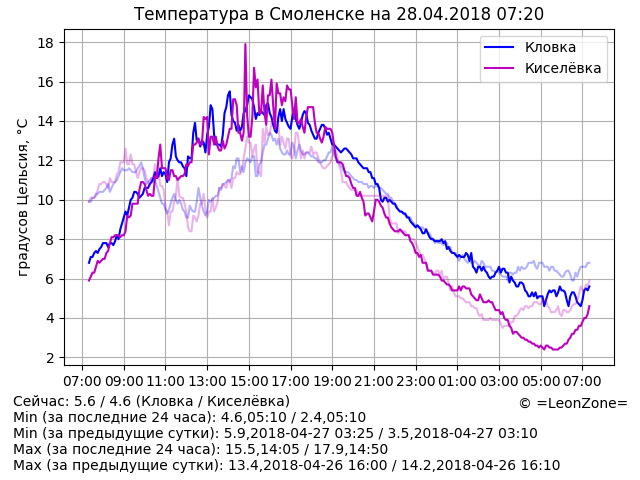 Температура в Смоленске на 28.04.2018 07:20
Кловка
Киселёвка
градусов Цельсия, °C
18
16
14
12
10
8
6
4
2
07:00 09:00 11:00 13:00 15:00 17:00 19:00 21:00 23:00 01:00 03:00 05:00 07:00
Сейчас: 5.6 / 4.6 (Кловка / Киселёвка)
© =LeonZone=
Min (за последние 24 часа): 4.6,05:10 / 2.4,05:10
Min (за предыдущие сутки): 5.9,2018-04-27 03:25 / 3.5,2018-04-27 03:10
Max (за последние 24 часа): 15.5,14:05 / 17.9,14:50
Max (за предыдущие сутки): 13.4,2018-04-26 16:00 / 14.2,2018-04-26 16:10